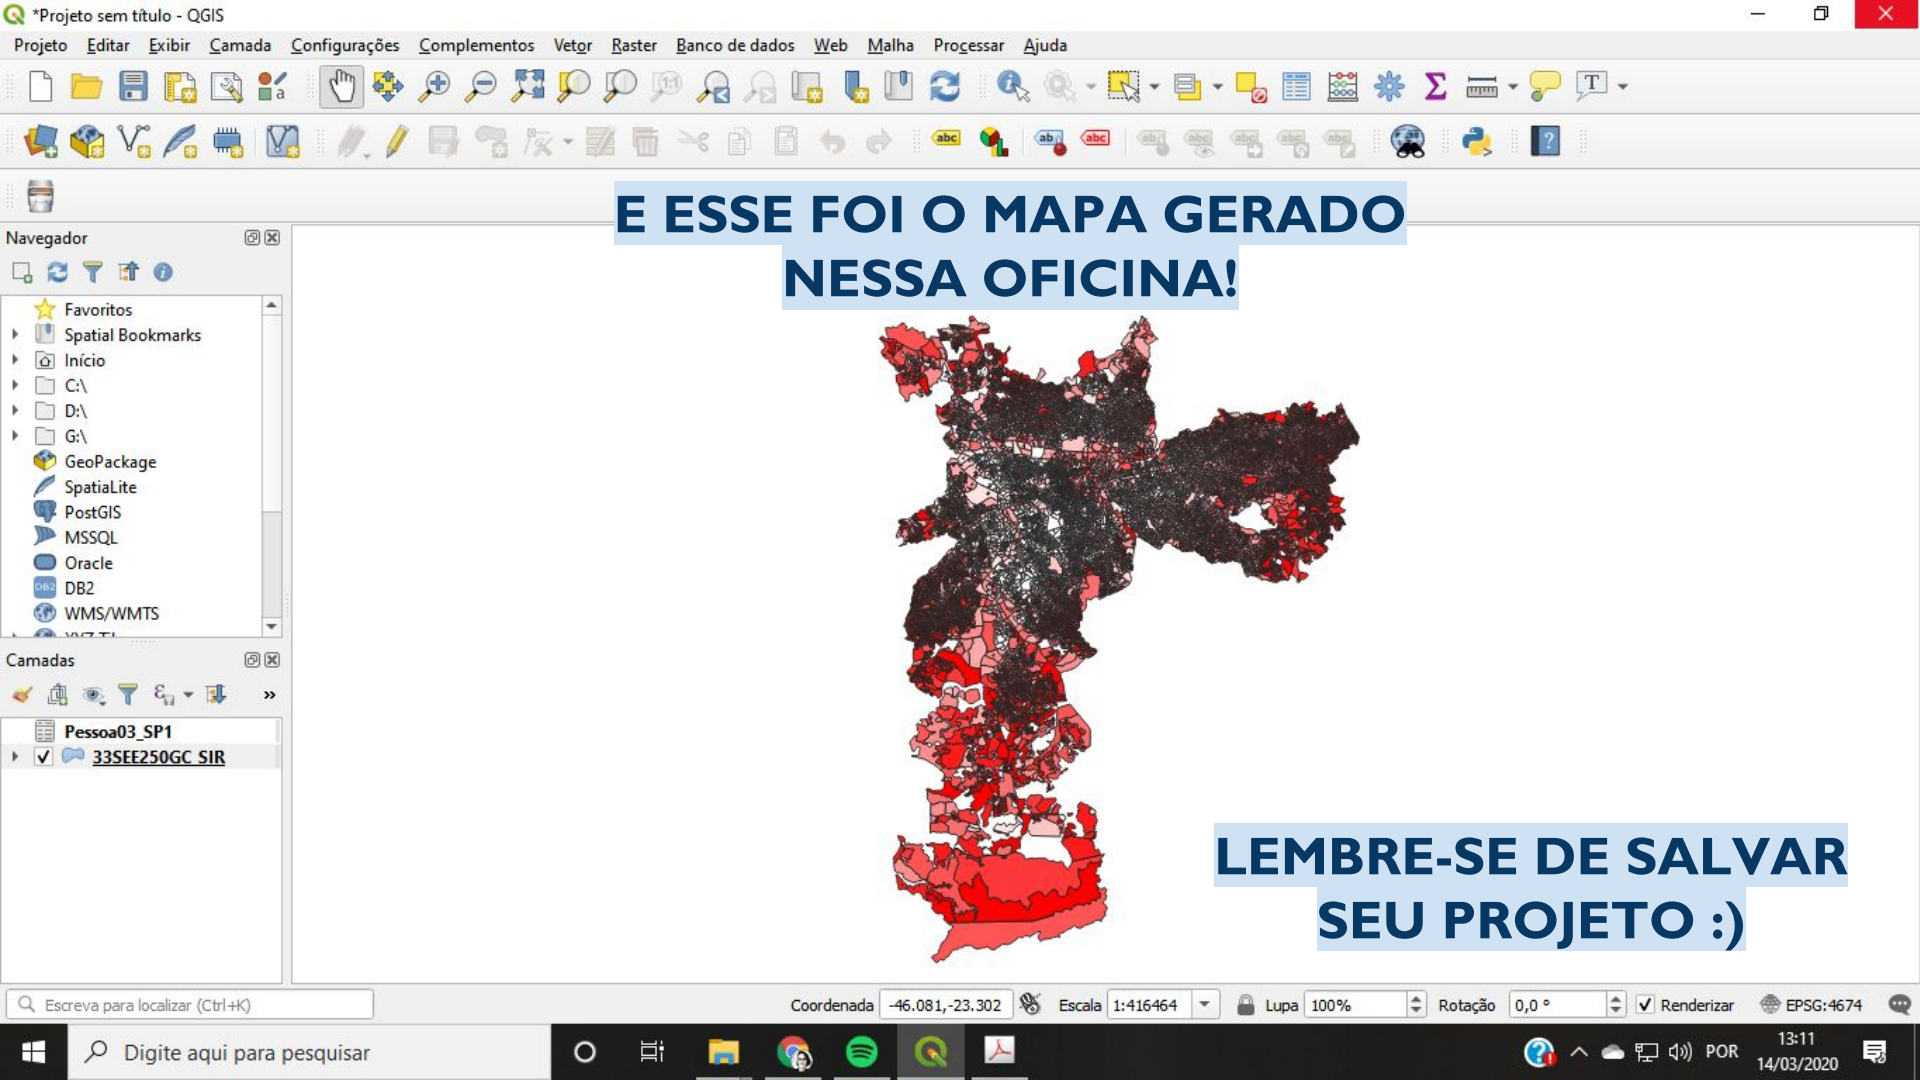 *Projeto sem título - QGIS
Projeto Editar Exibir Camada Configurações Complementos Vetor Raster Banco de dados Web Malha Processar Ajuda
E ESSE FOI O MAPA GERADO
NESSA OFICINA!
Navegador
Favoritos
Spatial Bookmarks
Início
C:\
D:\
G:\
GeoPackage
SpatiaLite
PostGIS
MSSQL
Oracle
DB2
WMS/WMTS
Camadas
Pessoa03_SP1
33SEE250GC_SIR
LEMBRE-SE DE SALVAR
SEU PROJETO :)
Escreva para localizar (Ctrl+K)
Coordenada -46.081,-23.302 Escala 1:416464 Lupa 100% Rotação 0,0 ° Renderizar EPSG:4674
Digite aqui para pesquisar
POR
13:11
14/03/2020